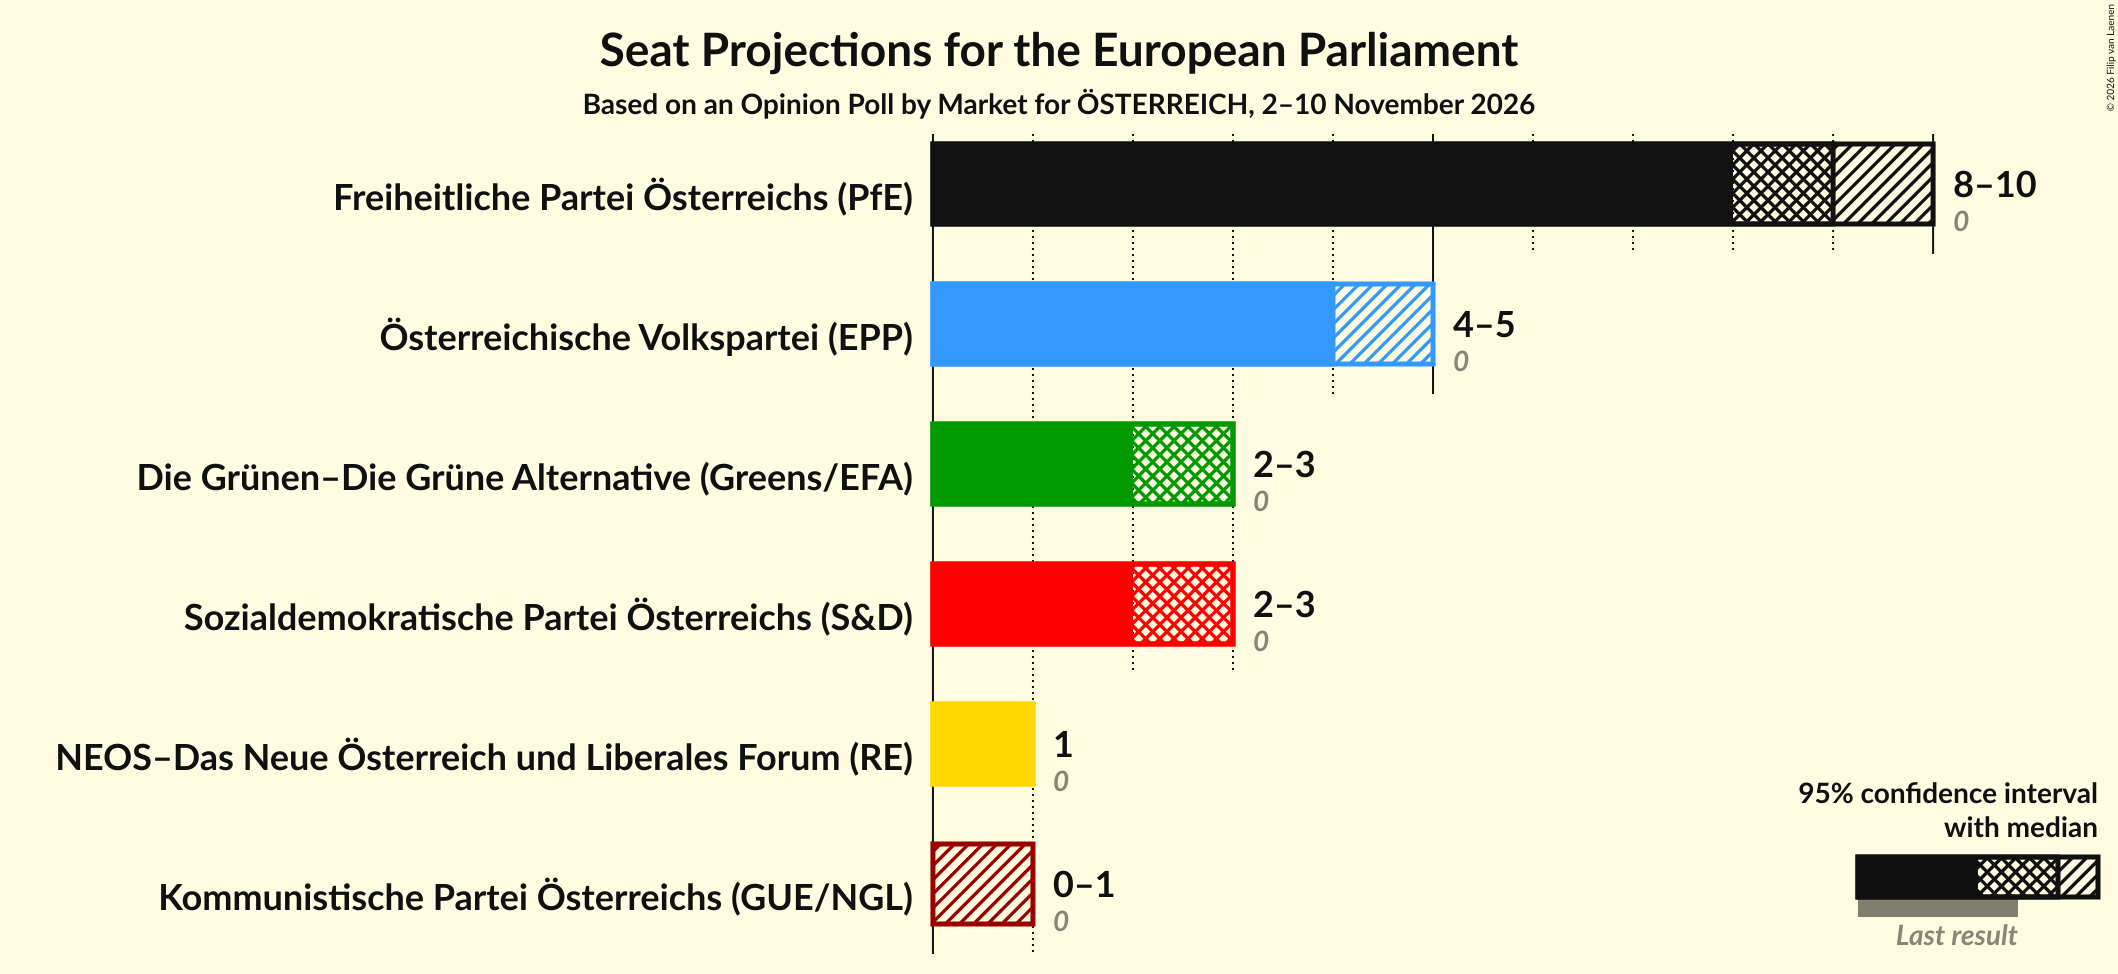 Seat Projections for the European Parliament
Based on an Opinion Poll by Market for ÖSTERREICH, 2–10 November 2026
© 2026 Filip van Laenen
Freiheitliche Partei Österreichs (PfE)
8–10
0
Österreichische Volkspartei (EPP)
4–5
0
Die Grünen–Die Grüne Alternative (Greens/EFA)
2–3
0
Sozialdemokratische Partei Österreichs (S&D)
2–3
0
NEOS–Das Neue Österreich und Liberales Forum (RE)
1
0
Kommunistische Partei Österreichs (GUE/NGL)
0–1
0
95% confidence interval
with median
Last result